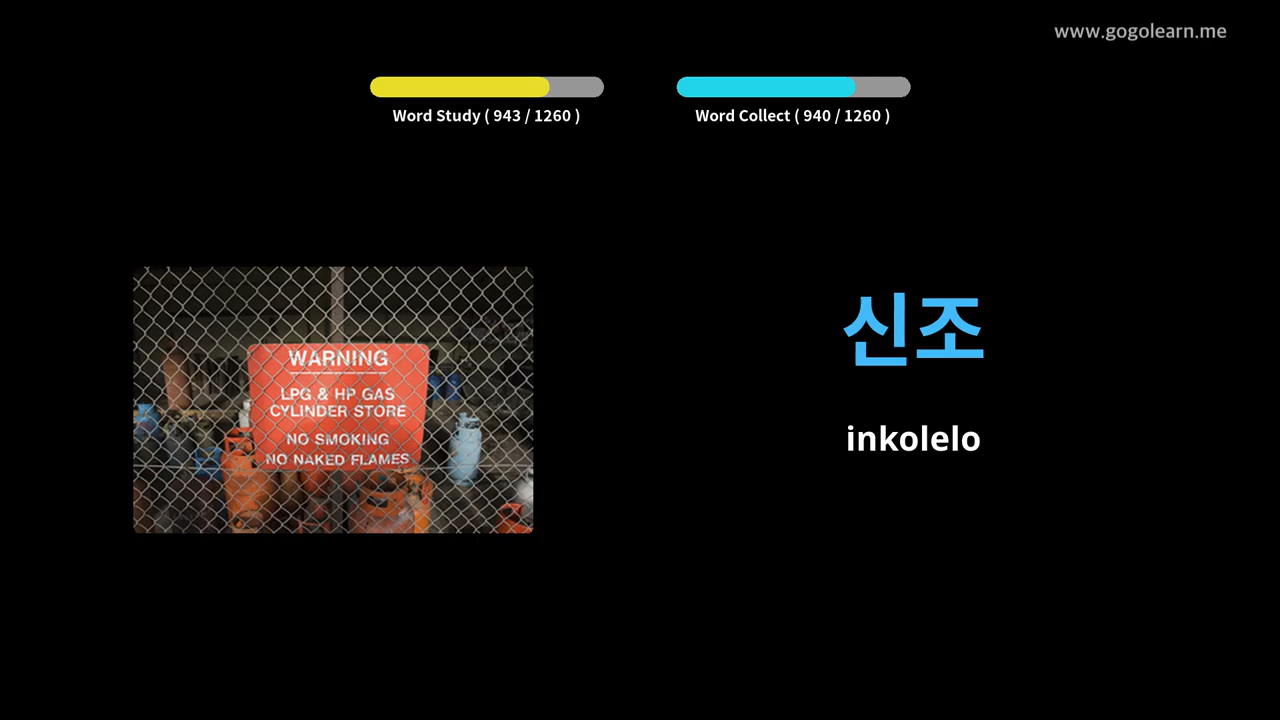 www.gogolearn.me
Word Study ( 943 / 1260 )
Word Collect ( 940 / 1260 )
WARNING
LPG & HP GAS
CYLINDER STORE
NO SMOKING
NO NAKED FLAMES
신조
inkolelo